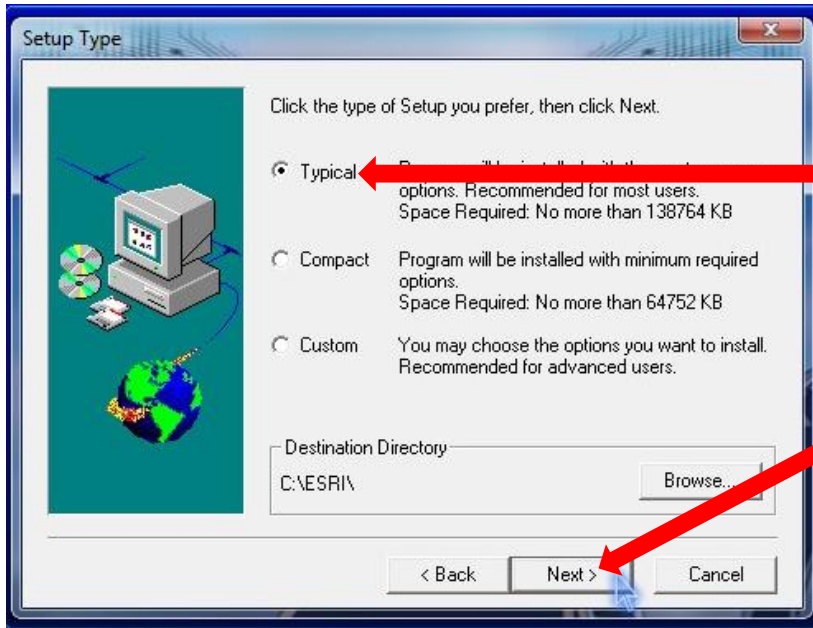 Setup Type
Click the type of Setup you prefer, then click Next.
Typical
options. Recommended for most users.
Space Required: No more than 138764 KB
Compact
Program will be installed with minimum required
options.
Space Required: No more than 64752 KB
Custom
You may choose the options you want to install.
Recommended for advanced users.
Destination Directory
C:\ESRI\
Browse...
< Back
Next >
Cancel